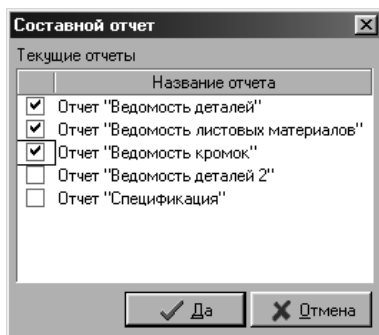 Составной отчет
Текущие отчеты
Название отчета
Отчет "Ведомость деталей"
Отчет "Ведомость листовых материалов"
Отчет "Ведомость кромок"
Отчет "Ведомость деталей 2"
Отчет "Спецификация"
Да
Отмена